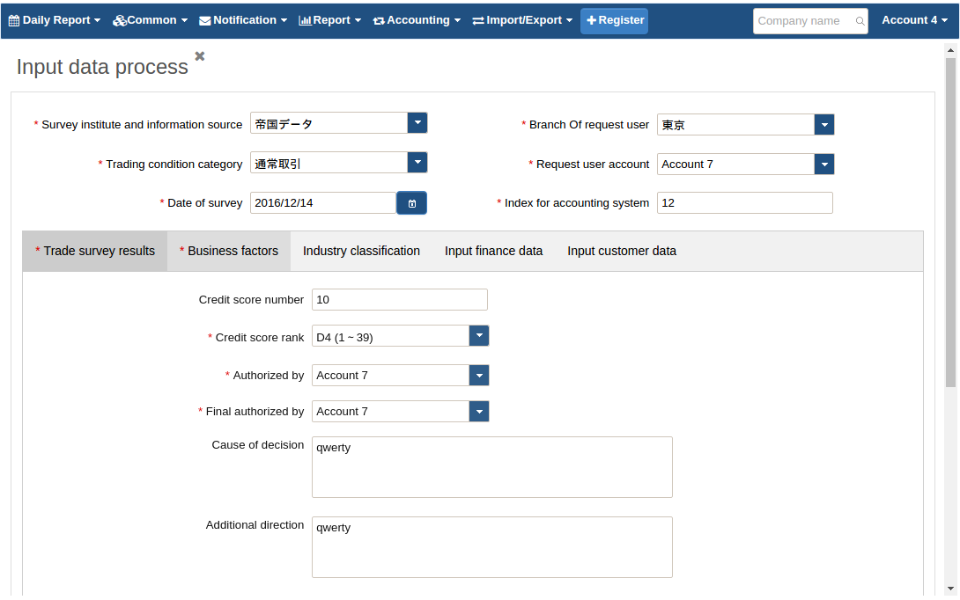 Daily Report Common Notification Report Accounting Import/Export Register Company name Account 4
Input data process
* Survey institute and information source 帝国データ * Branch Of request user 東京
* Trading condition category 通常取引 * Request user account Account 7
* Date of survey 2016/12/14 * Index for accounting system 12
* Trade survey results * Business factors Industry classification Input finance data Input customer data
Credit score number 10
* Credit score rank D4 (1 ~ 39)
* Authorized by Account 7
* Final authorized by Account 7
Cause of decision qwerty
Additional direction qwerty